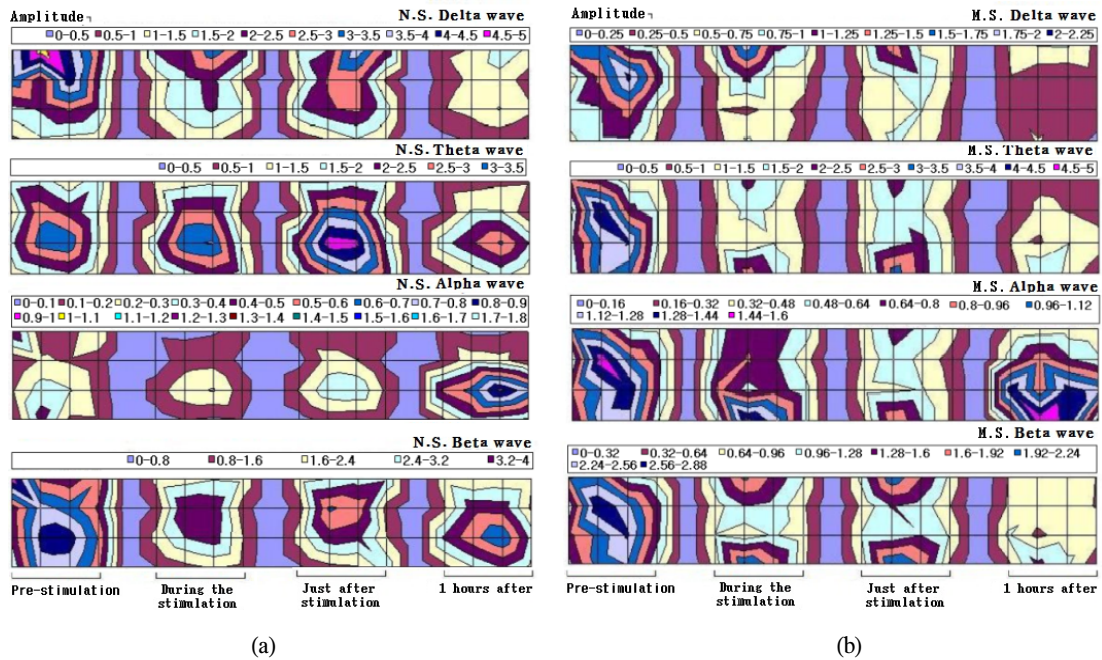 Amplitude
N.S. Delta wave
0-0.5 0.5-1 1-1.5 1.5-2 2-2.5 2.5-3 3-3.5 3.5-4 4-4.5 4.5-5
N.S.Theta wave
0-0.5 0.5-1 1-1.5 1.5-2 2-2.5 2.5-3 3-3.5
N.S. Alpha wave
0-0.1 0.1-0.2 0.2-0.3 0.3-0.4 0.4-0.5 0.5-0.6 0.6-0.7 0.7-0.8 0.8-0.9
0.9-1 1-1.1 1.1-1.2 1.2-1.3 1.3-1.4 1.4-1.5 1.5-1.6 1.6-1.7 1.7-1.8
N.S. Beta wave
0-0.8 0.8-1.6 1.6-2.4 2.4-3.2 3.2-4
Pre-stimulation
During the
stimulation
Just after
stimulation
1 hours after
(a)
Amplitude
M.S. Delta wave
0-0.25 0.25-0.5 0.5-0.75 0.75-1 1-1.25 1.25-1.5 1.5-1.75 1.75-2 2-2.25
M.S.Theta wave
0-0.5 0.5-1 1-1.5 1.5-2 2-2.5 2.5-3 3-3.5 3.5-4 4-4.5 4.5-5
M.S. Alpha wave
0-0.16 0.16-0.32 0.32-0.48 0.48-0.64 0.64-0.8 0.8-0.96 0.96-1.12
1.12-1.28 1.28-1.44 1.44-1.6
M.S. Beta wave
0-0.32 0.32-0.64 0.64-0.96 0.96-1.28 1.28-1.6 1.6-1.92 1.92-2.24
2.24-2.56 2.56-2.88
Pre-stimulation
During the
stimulation
Just after
stimulation
1 hours after
(b)